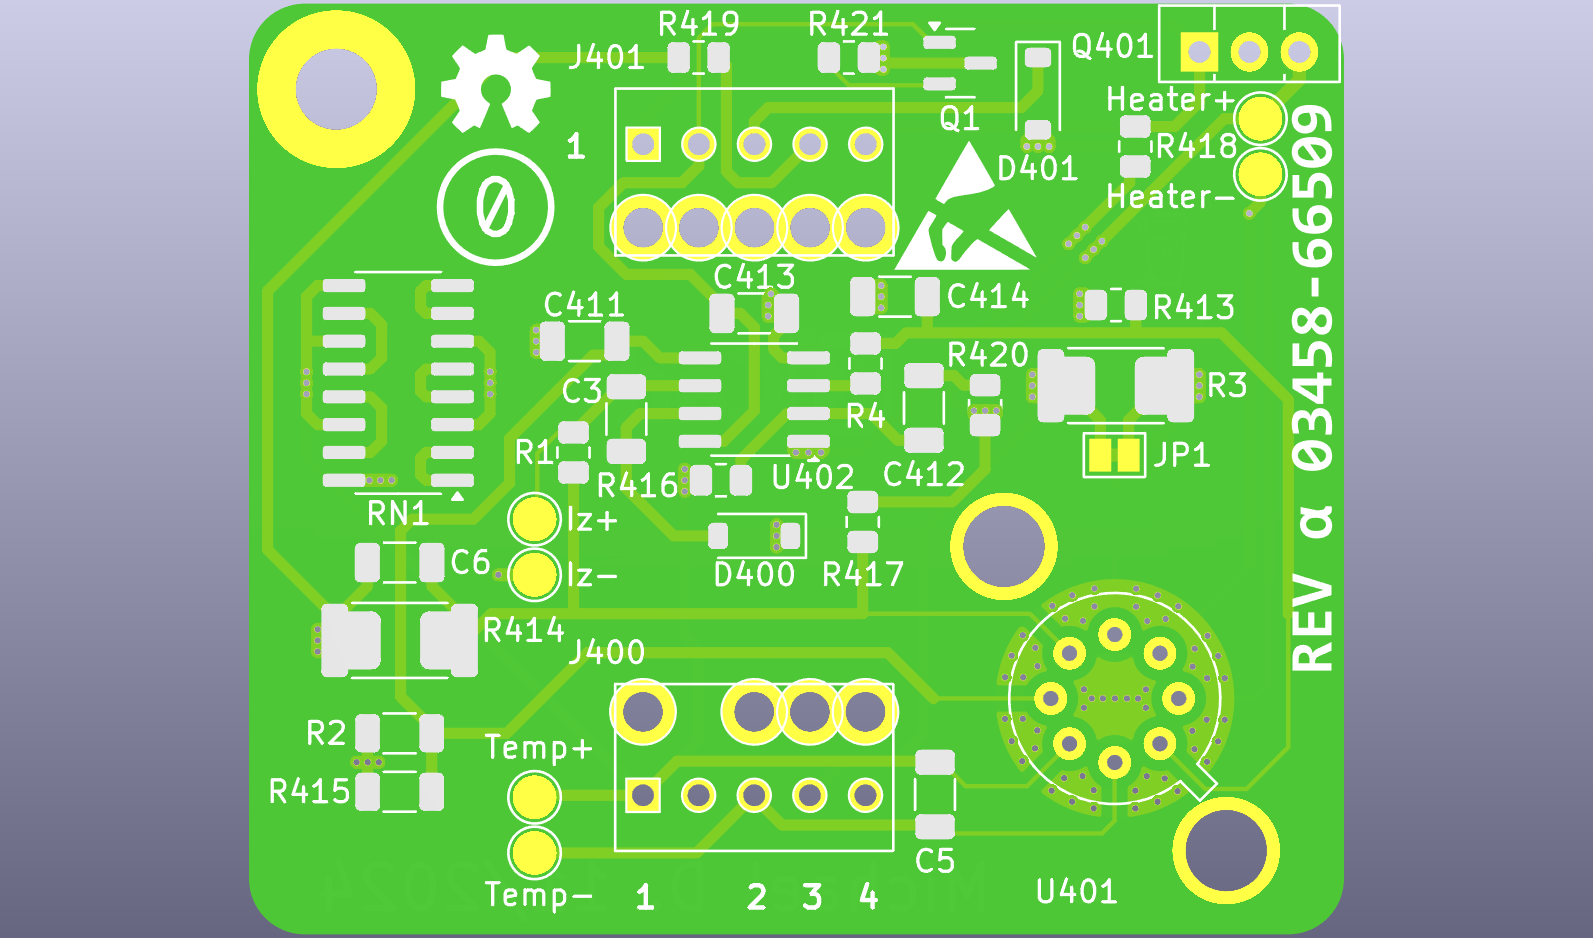 R419
R421
J401
Q401
Heater+
Q1
1
R418
D401
Heater-
0
C413
C411
C414
R413
R420
C3
R3
R4
R1
JP1
R416
U402
C412
RN1
Iz+
C6
Iz-
D400
R417
R414
J400
R2
Temp+
R415
C5
Temp-
1 2 3 4
U401
REV α 03458-66509